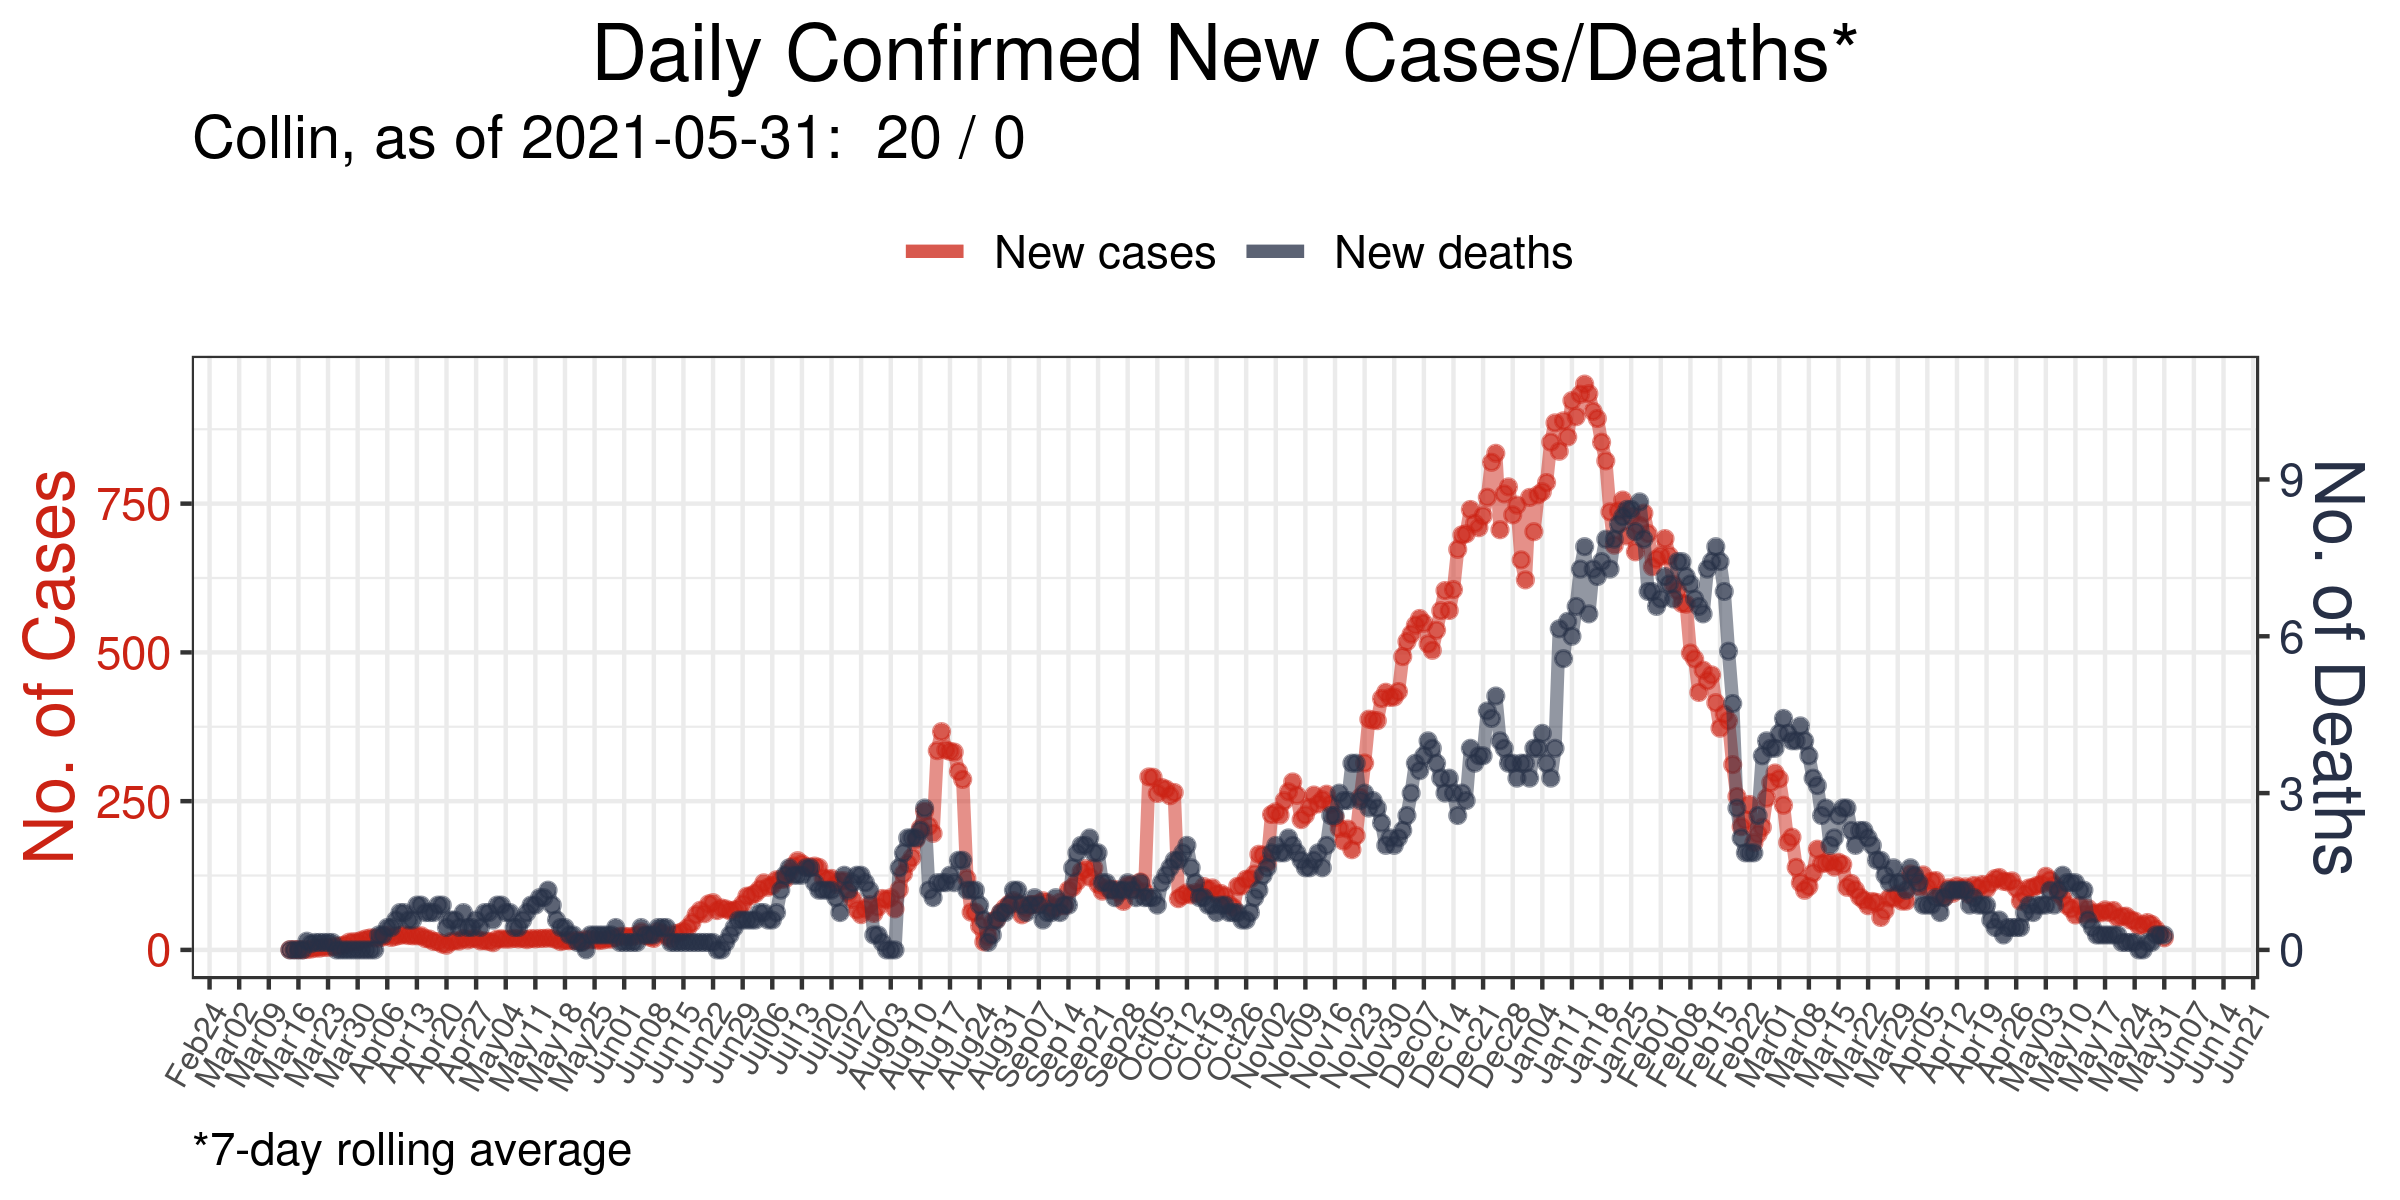 Daily Confirmed New Cases/Deaths*
Collin, as of 2021-05-31:  20 / 0
New cases
New deaths
No. of Cases
750
500
250
0
9
6
3
0
No. of Deaths
Feb24
Mar02
Mar09
Mar16
Mar23
Mar30
Apr06
Apr13
Apr20
Apr27
May04
May11
May18
May25
Jun01
Jun08
Jun15
Jun22
Jun29
Jul06
Jul13
Jul20
Jul27
Aug03
Aug10
Aug17
Aug24
Aug31
Sep07
Sep14
Sep21
Sep28
Oct05
Oct12
Oct19
Oct26
Nov02
Nov09
Nov16
Nov23
Nov30
Dec07
Dec14
Dec21
Dec28
Jan04
Jan11
Jan18
Jan25
Feb01
Feb08
Feb15
Feb22
Mar01
Mar08
Mar15
Mar22
Mar29
Apr05
Apr12
Apr19
Apr26
May03
May10
May17
May24
May31
Jun07
Jun14
Jun21
*7-day rolling average